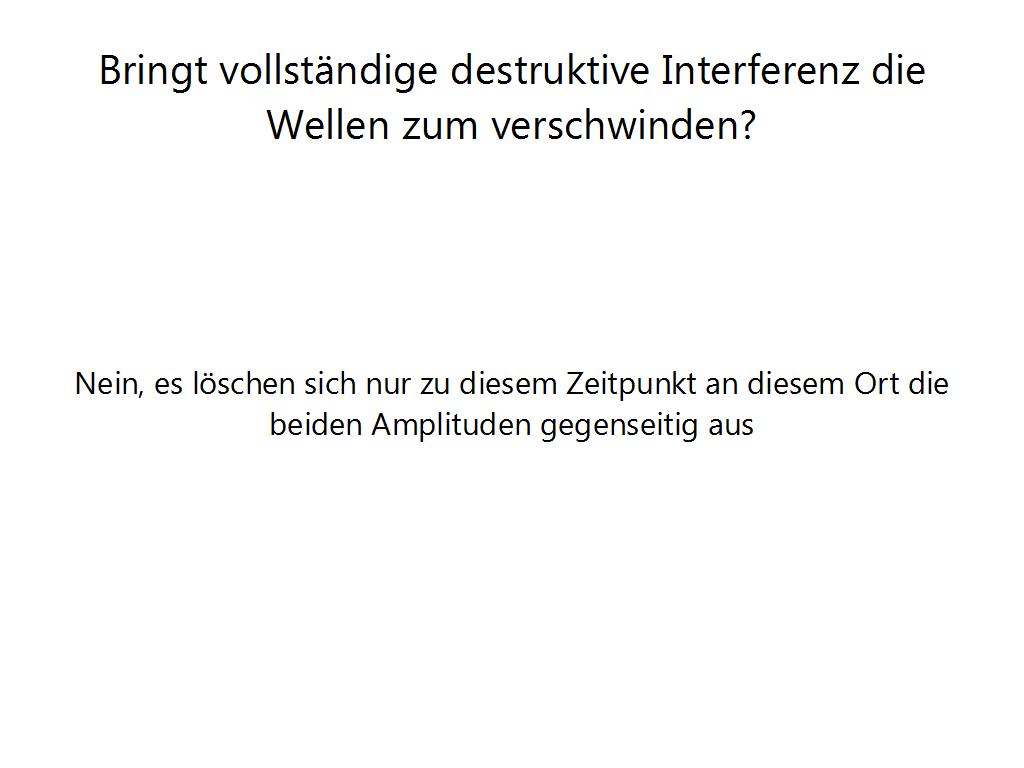 Bringt vollständige destruktive Interferenz die
Wellen zum verschwinden?
Nein, es löschen sich nur zu diesem Zeitpunkt an diesem Ort die
beiden Amplituden gegenseitig aus